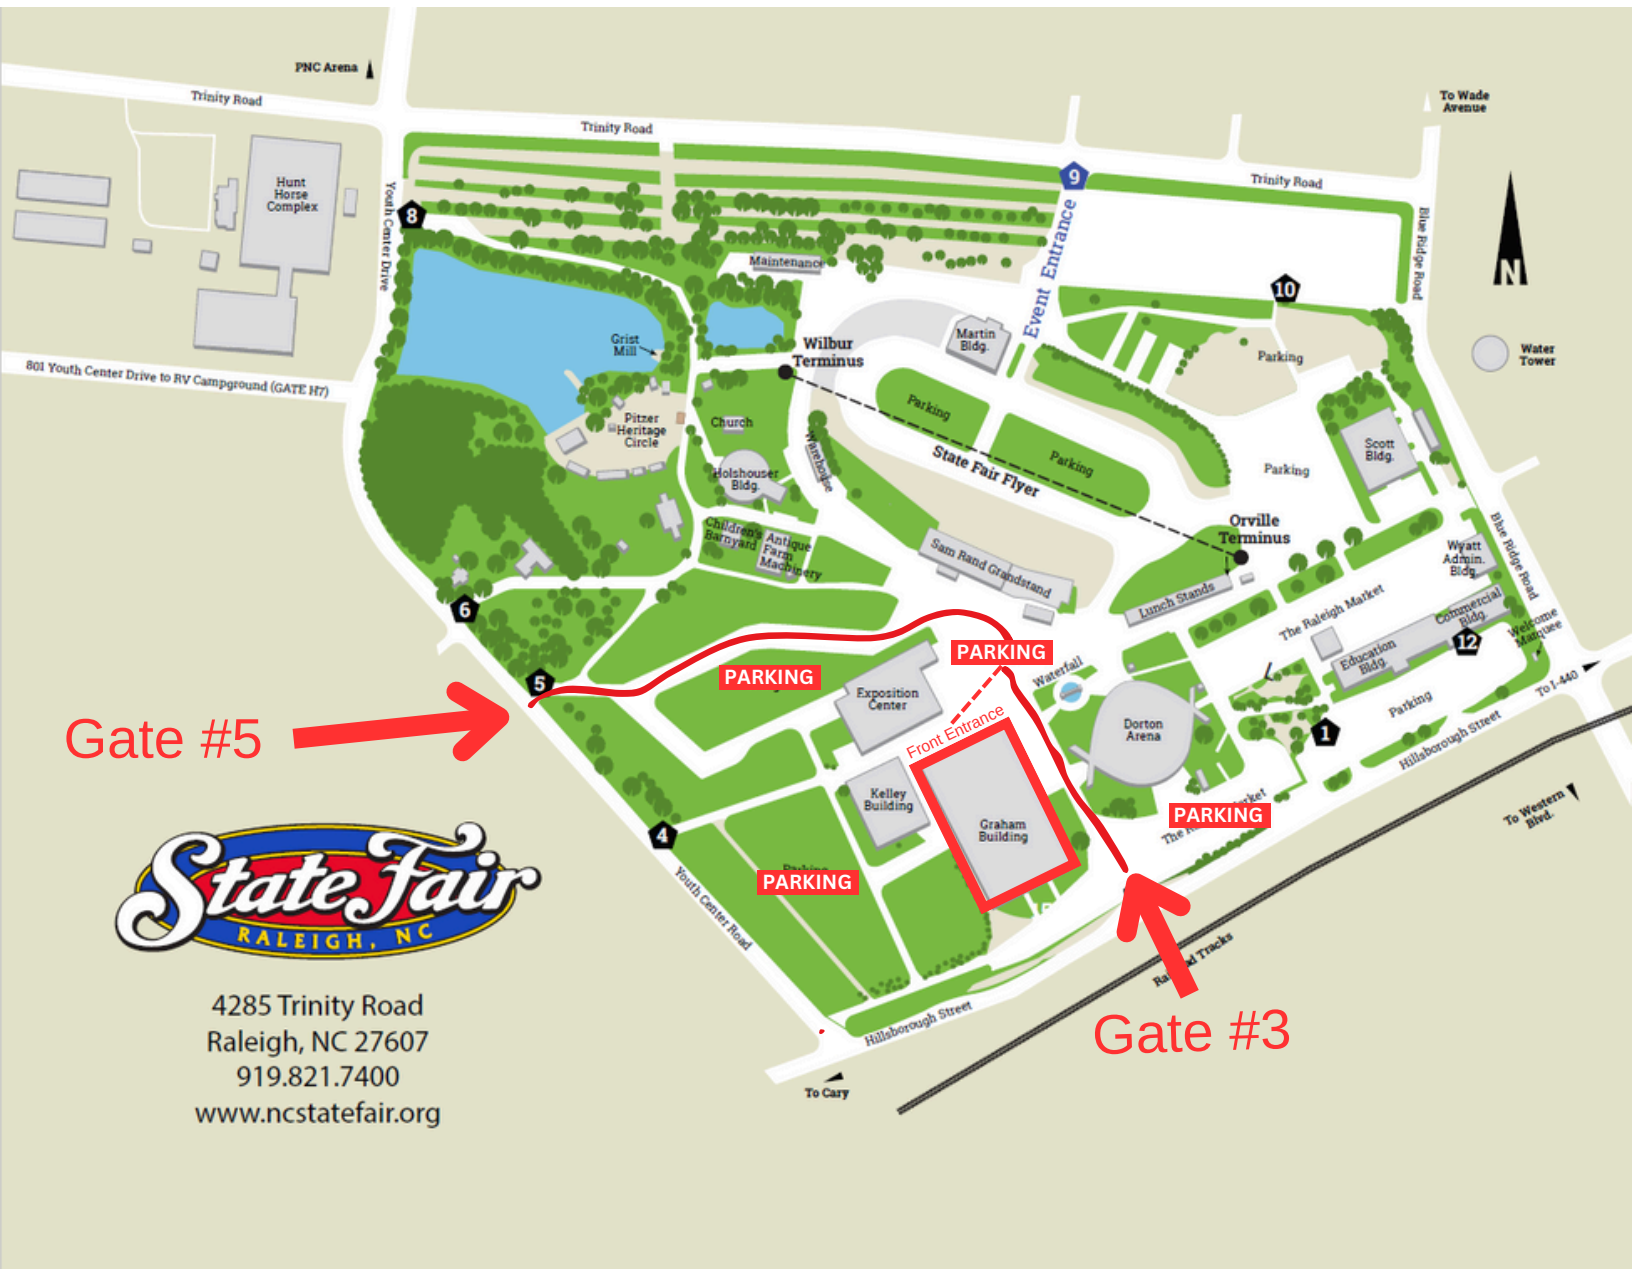 PNC Arena
Trinity Road
Trinity Road
To Wade
Avenue
9
Trinity Road
Hunt
Horse
Complex
Youth Center Drive
8
Event Entrance
Blue Ridge Road
N
Maintenance
10
Martin
Bldg.
Grist
Mill
Wilbur
Terminus
Parking
Water
Tower
801 Youth Center Drive to RV Campground (GATE H7)
Parking
Pitzer
Heritage
Circle
Church
Warehouse
State Fair Flyer
Parking
Parking
Scott
Bldg.
Holshouser
Bldg.
Children's
Barnyard
Antique
Farm
Machinery
Sam Rand Grandstand
Orville
Terminus
Wyatt
Admin.
Bldg.
Blue Ridge Road
Lunch Stands
The Raleigh Market
Commercial
Bldg.
Welcome
Marquee
6
12
Education
Bldg.
PARKING
Waterfall
5
PARKING
To I-440
Exposition
Center
Parking
Gate #5
Front Entrance
Dorton
Arena
1
Hillsborough Street
Kelley
Building
Graham
Building
PARKING
The
To Western
Blvd.
4
PARKING
Youth Center Road
State Fair
RALEIGH, NC
Tracks
4285 Trinity Road
Raleigh, NC 27607
919.821.7400
www.ncstatefair.org
Hillsborough Street
Gate #3
To Cary